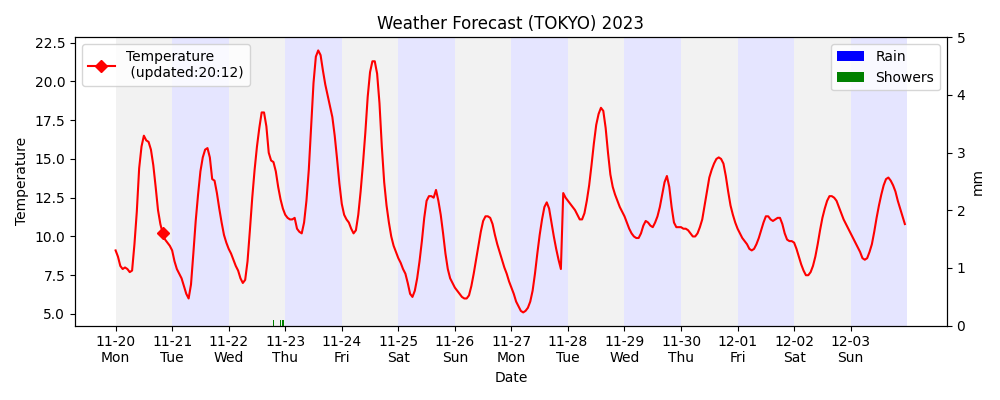 Weather Forecast (TOKYO) 2023
Temperature
(updated:20:12)
Rain
Showers
22.5
20.0
17.5
15.0
12.5
10.0
7.5
5.0
Temperature
5
4
3
2
1
0
mm
11-20 11-21 11-22 11-23 11-24 11-25 11-26 11-27 11-28 11-29 11-30 12-01 12-02 12-03
Mon Tue Wed Thu Fri Sat Sun Mon Tue Wed Thu Fri Sat Sun
Date